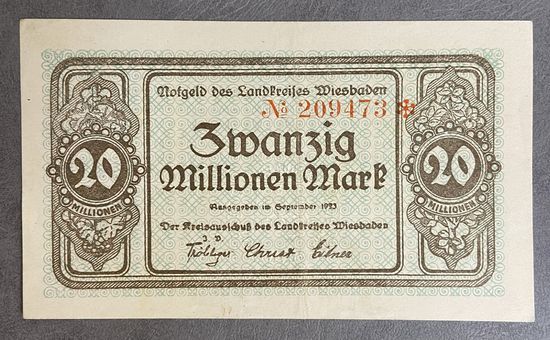 Notgeld des Landkreises Wiesbaden
№ 209473
Zwanzig
Millionen Mark
20
MILLIONEN
20
MILLIONEN
Ausgegeben im September 1923
Der Kreisausschuß des Landkreises Wiesbaden
J. V.
Christ